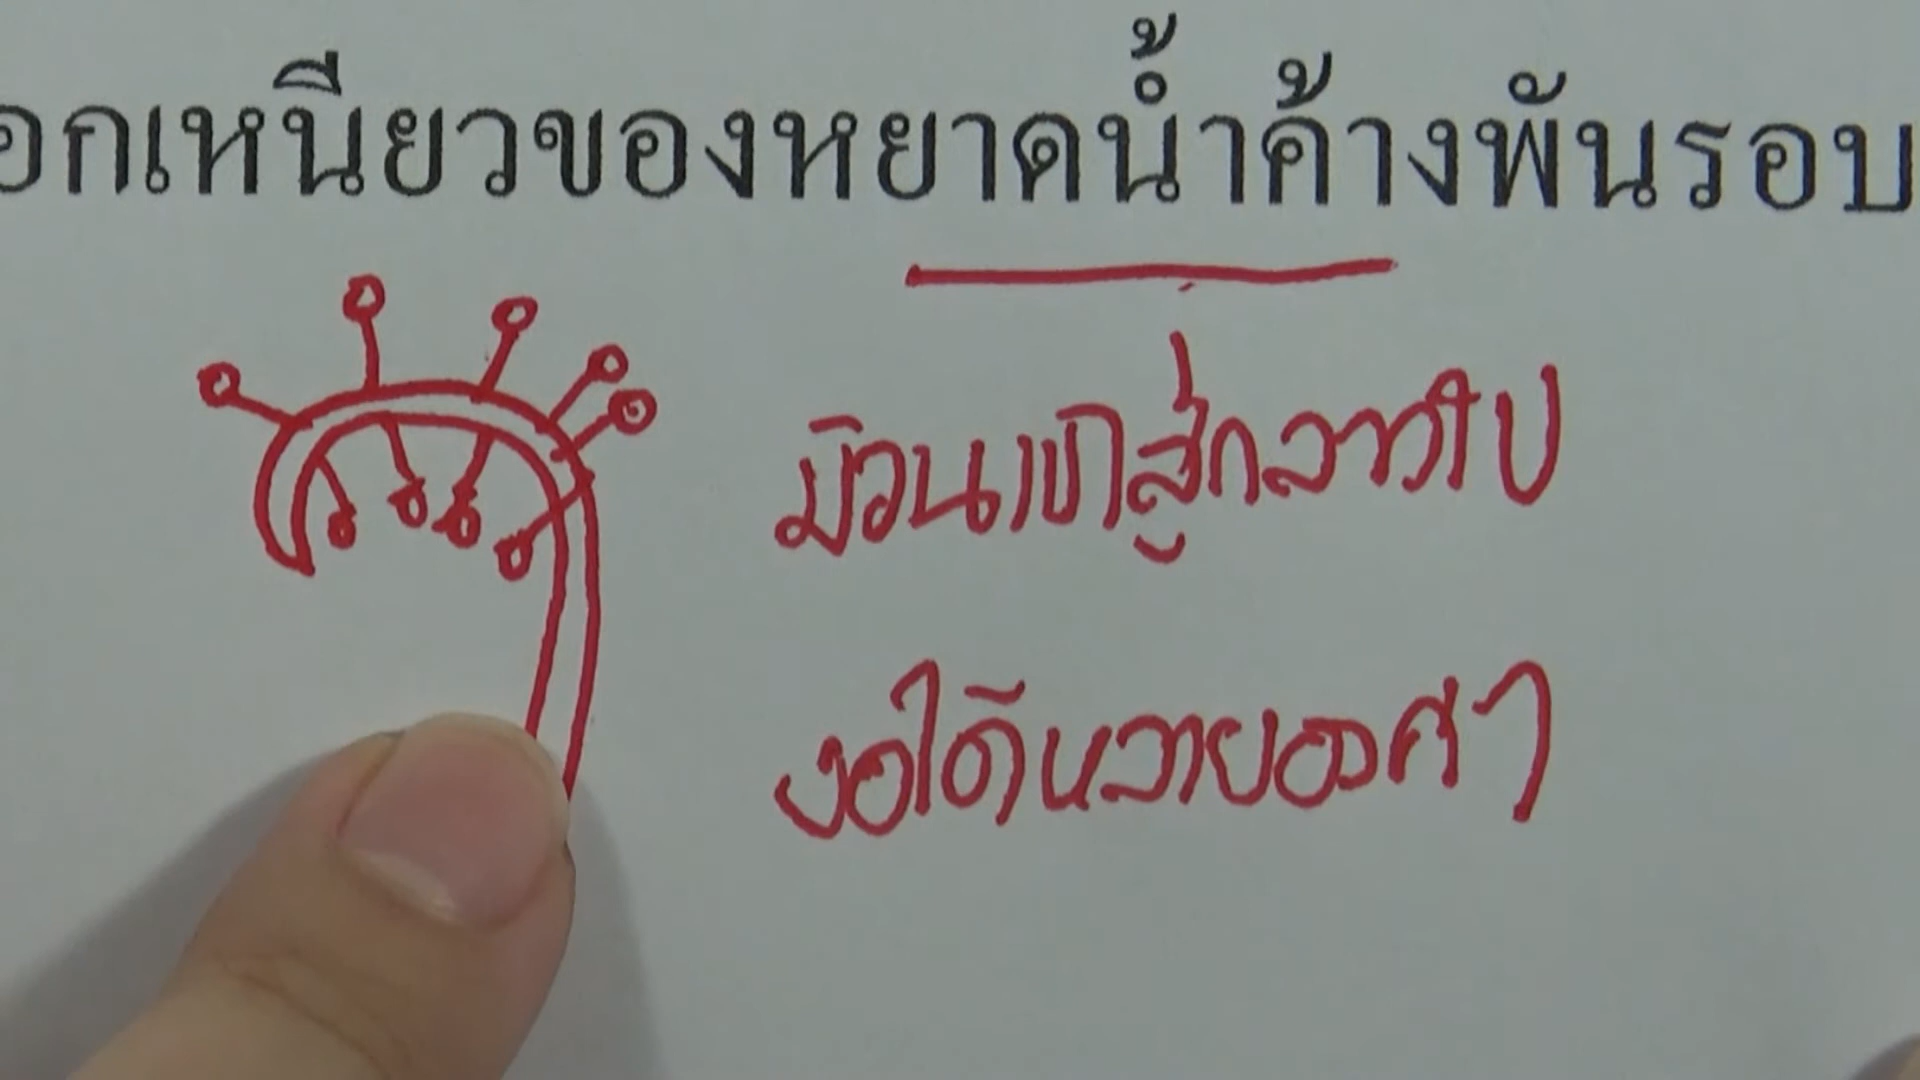 อกเหนียวของหยาดน้ำค้างพันรอบ
ม้วนเข้าสู่กลางใบ
งอได้หลายองศา